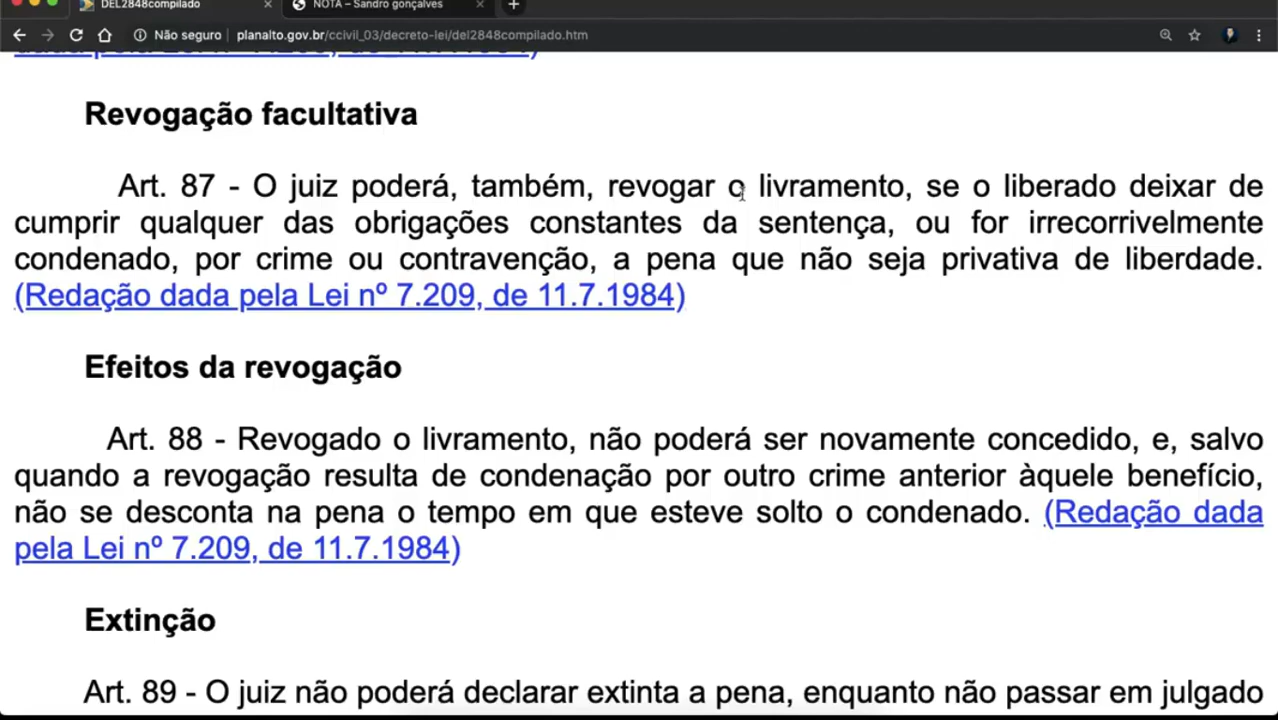 DEL2848compilado
NOTA – Sandro gonçalves
Não seguro
planalto.gov.br/ccivil_03/decreto-lei/del2848compilado.htm
Revogação facultativa
Art. 87 - O juiz poderá, também, revogar o livramento, se o liberado deixar de
cumprir qualquer das obrigações constantes da sentença, ou for irrecorrivelmente
condenado, por crime ou contravenção, a pena que não seja privativa de liberdade.
(Redação dada pela Lei nº 7.209, de 11.7.1984)
Efeitos da revogação
Art. 88 - Revogado o livramento, não poderá ser novamente concedido, e, salvo
quando a revogação resulta de condenação por outro crime anterior àquele benefício,
não se desconta na pena o tempo em que esteve solto o condenado. (Redação dada
pela Lei nº 7.209, de 11.7.1984)
Extinção
Art. 89 - O juiz não poderá declarar extinta a pena, enquanto não passar em julgado